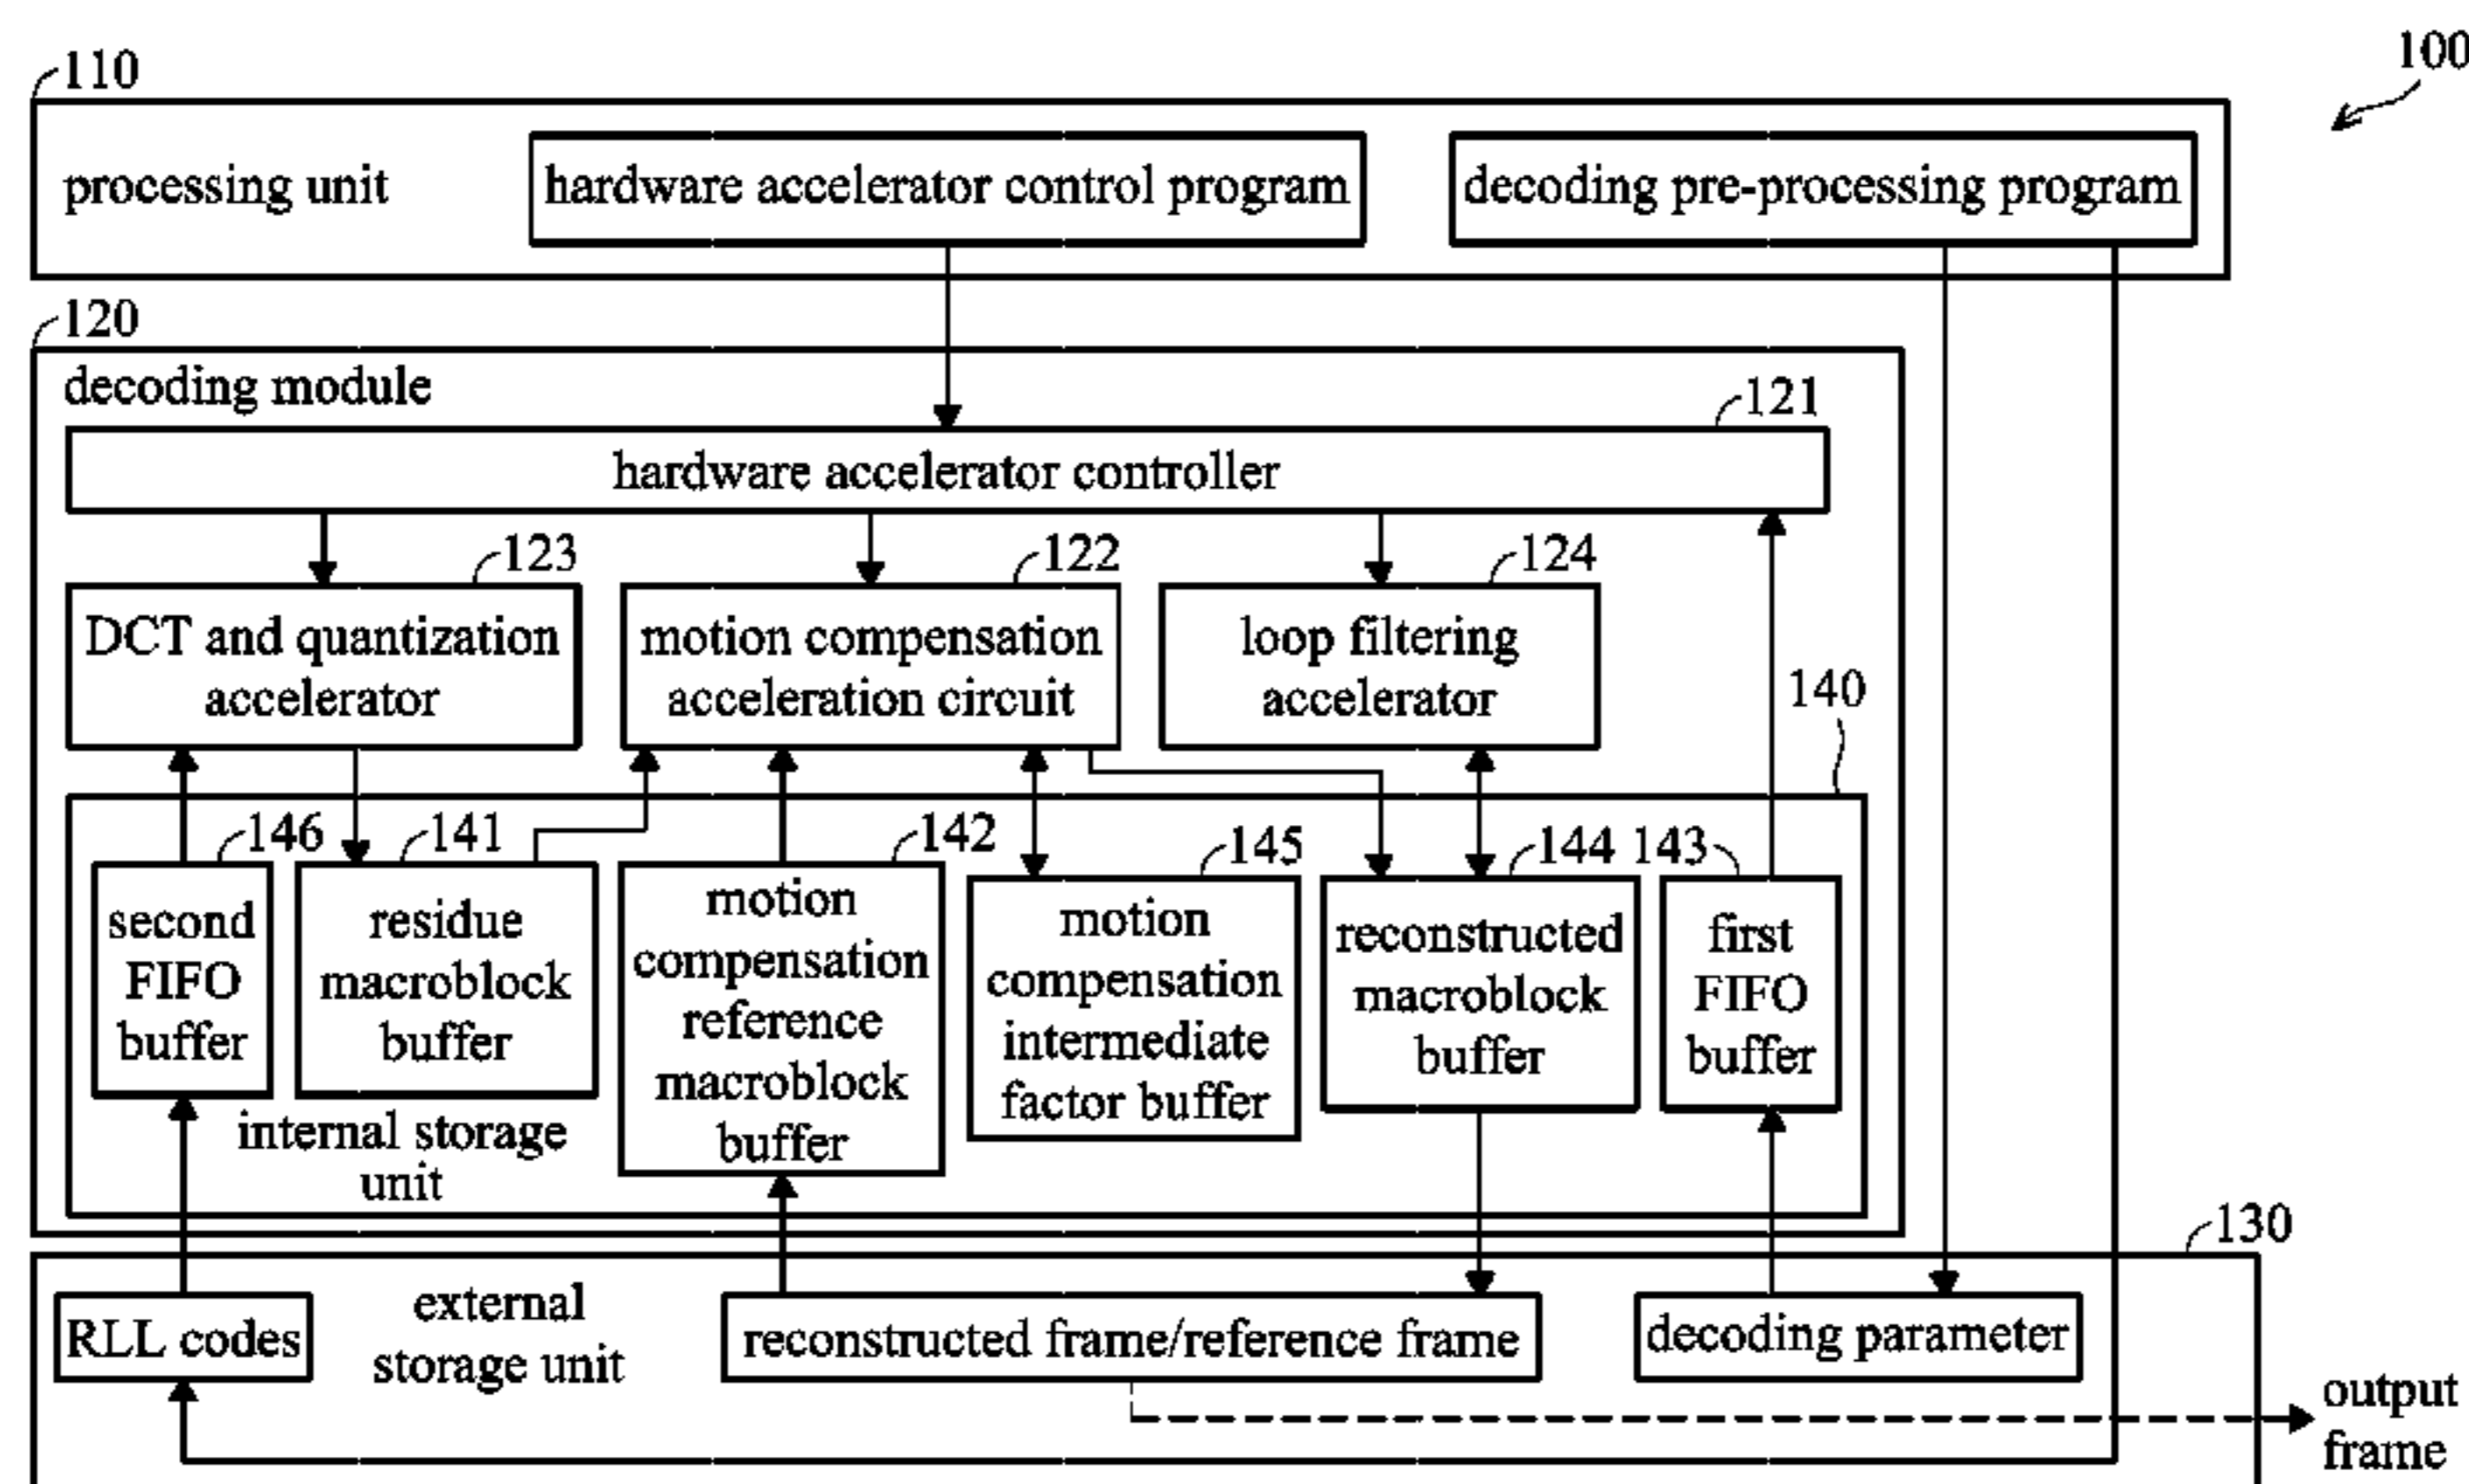 100
110
processing unit
hardware accelerator control program
decoding pre-processing program
120
decoding module
121
hardware accelerator controller
123
122
124
DCT and quantization
accelerator
motion compensation
acceleration circuit
loop filtering
accelerator
140
146
141
142
145
144
143
second
FIFO
buffer
residue
macroblock
buffer
motion
compensation
reference
macroblock
buffer
motion
compensation
intermediate
factor buffer
reconstructed
macroblock
buffer
first
FIFO
buffer
internal storage
unit
130
RLL codes
external
storage unit
reconstructed frame/reference frame
decoding parameter
output
frame